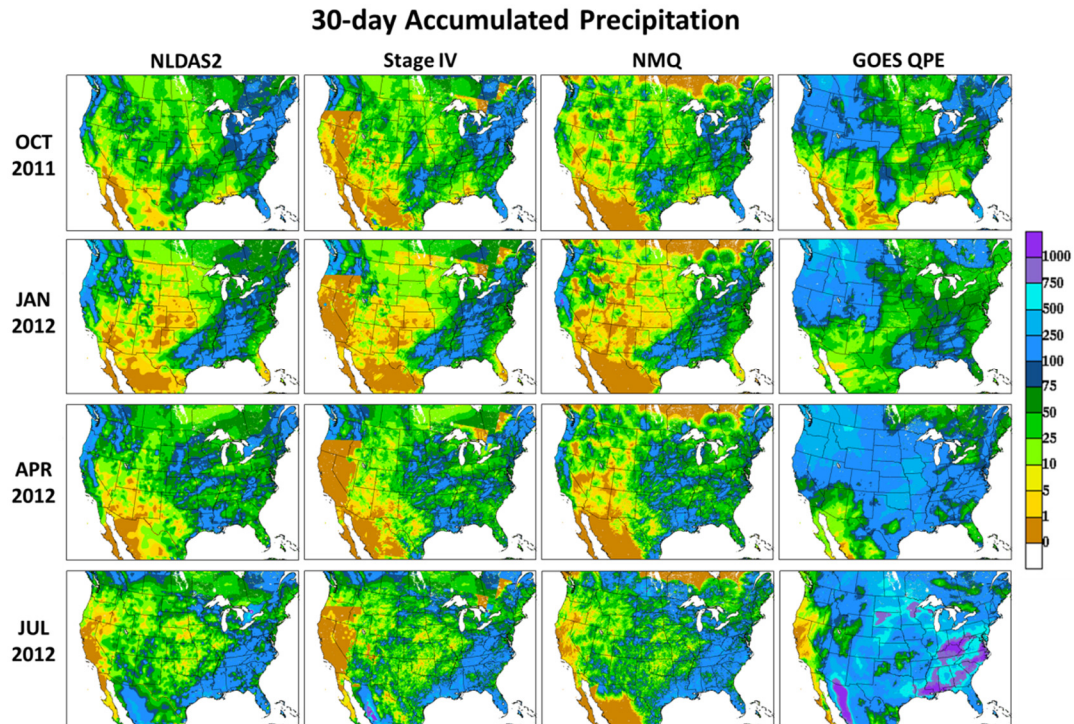 30-day Accumulated Precipitation
NLDAS2 Stage IV NMQ GOES QPE
OCT
2011
JAN
2012
APR
2012
JUL
2012
1000
750
500
250
100
75
50
25
10
5
1
0